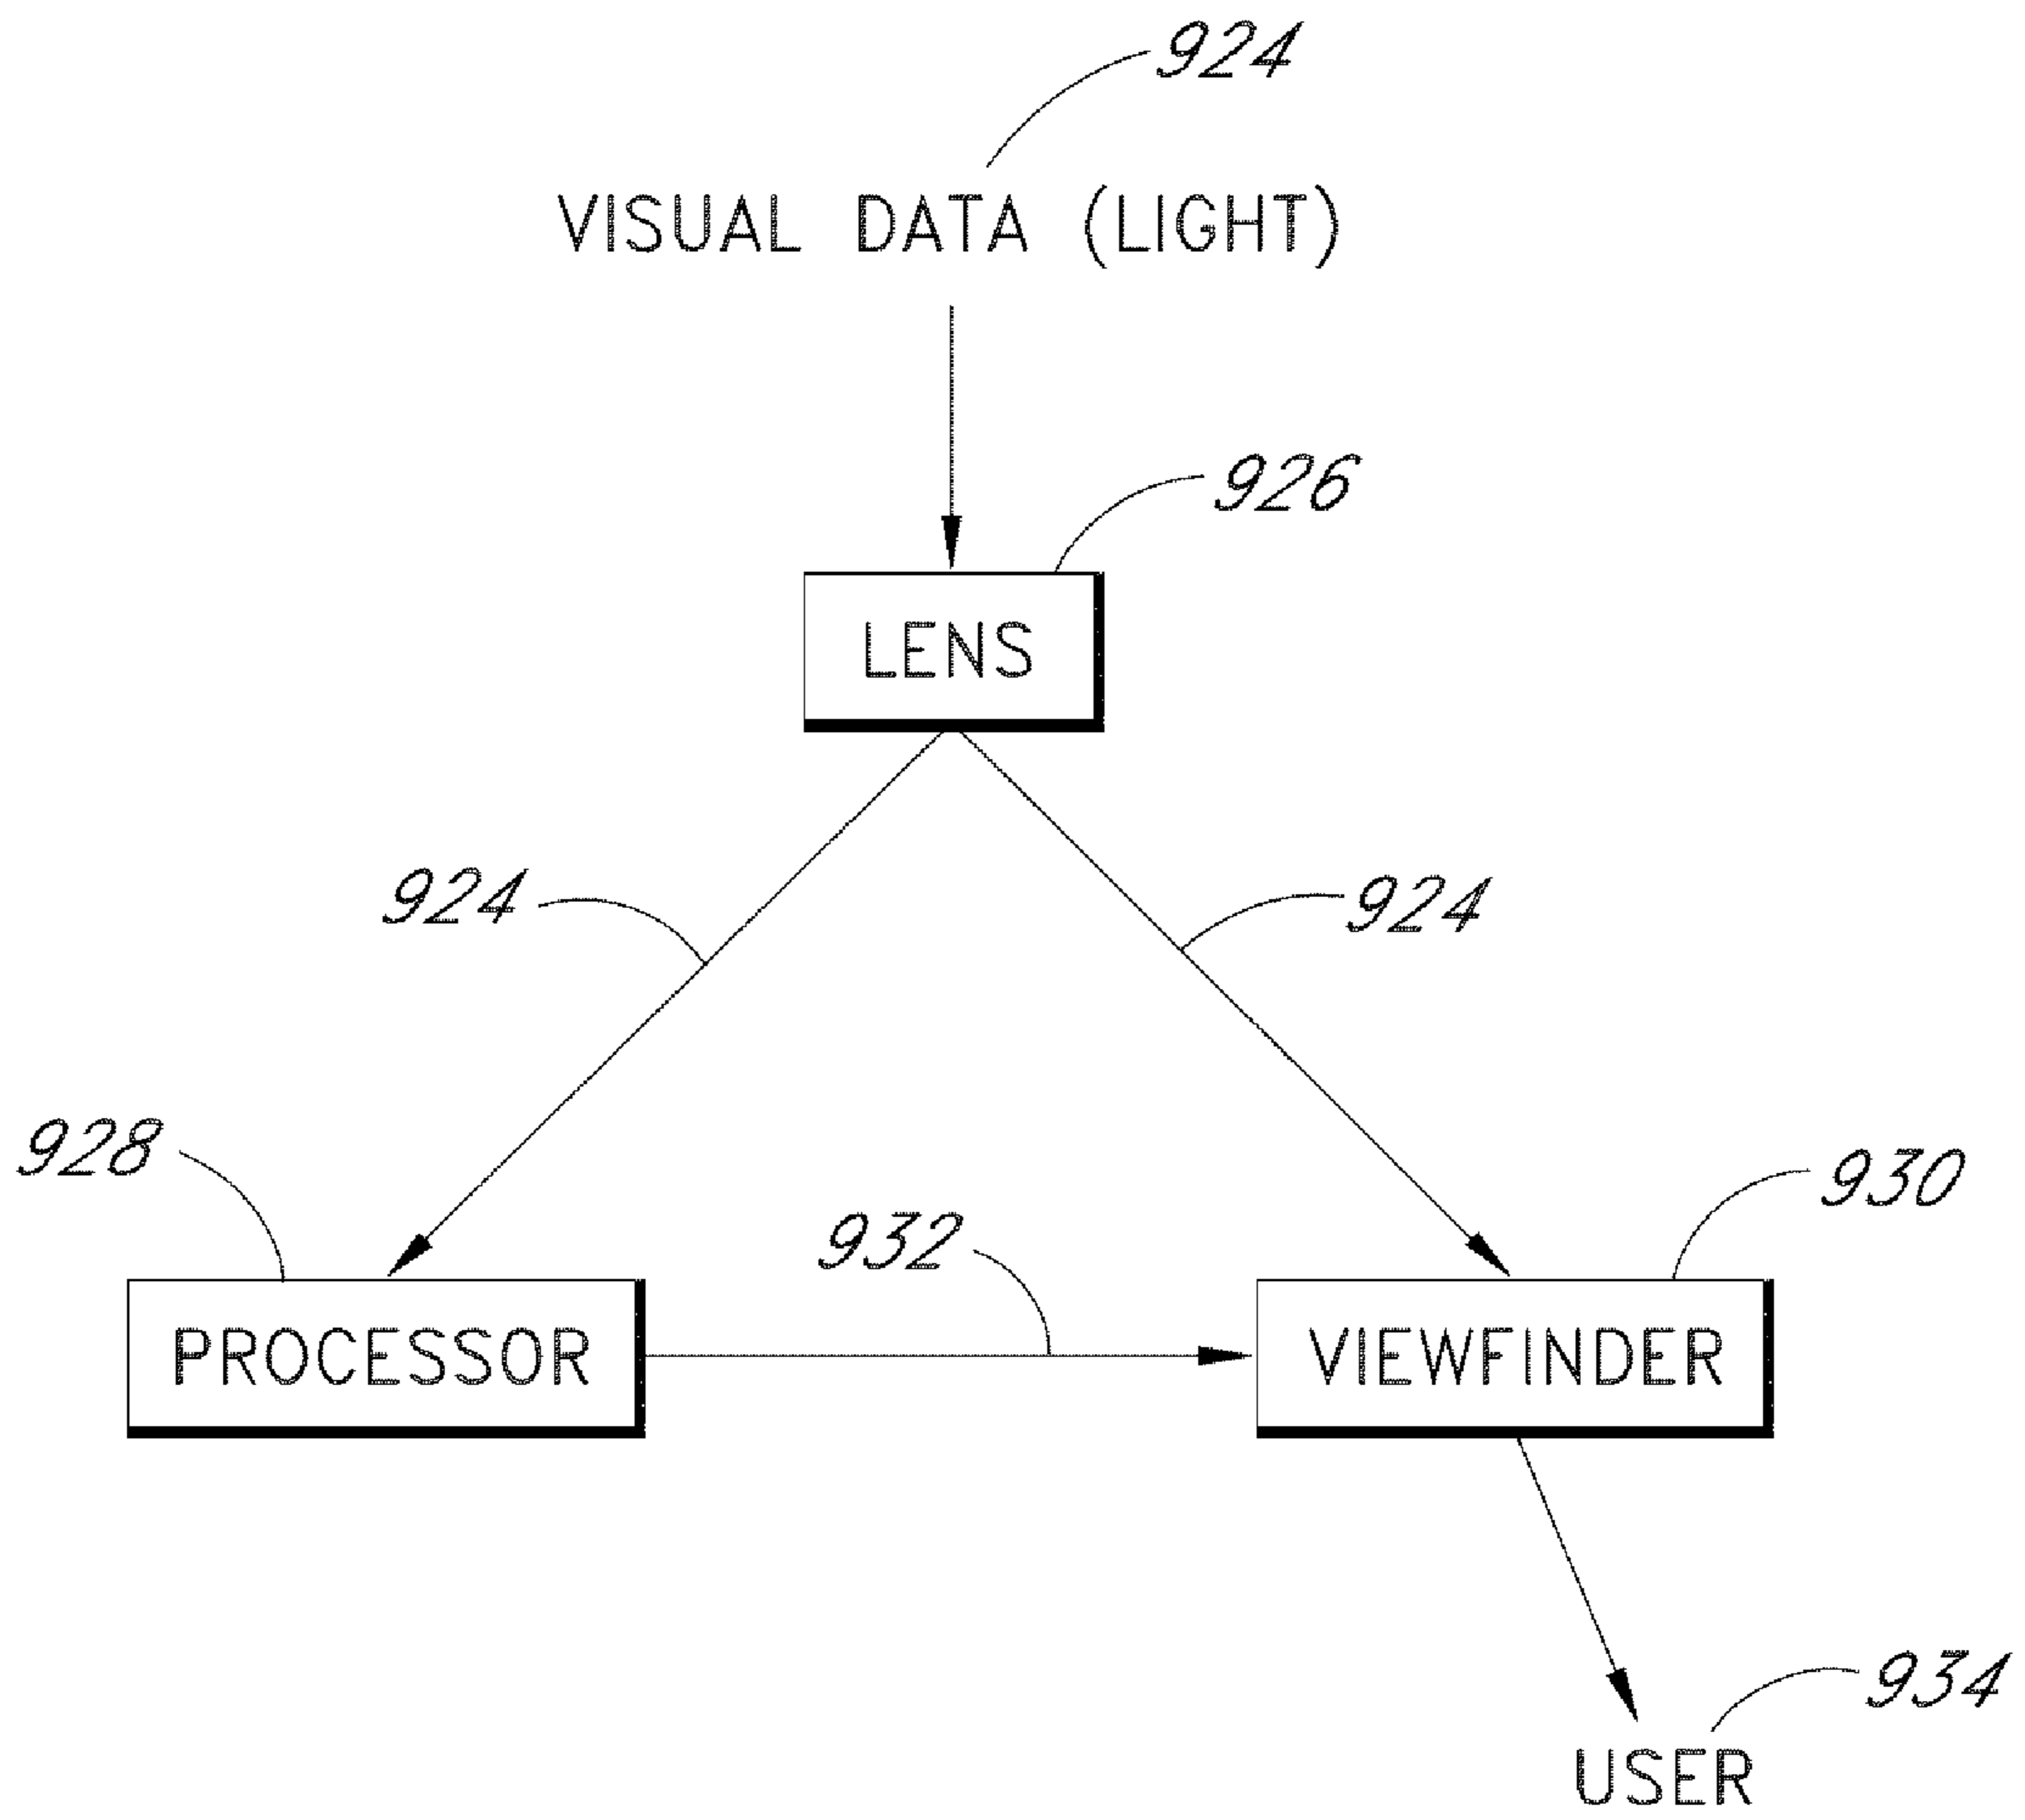 924
VISUAL DATA (LIGHT)
926
LENS
924
924
928
930
932
PROCESSOR
VIEWFINDER
934
USER